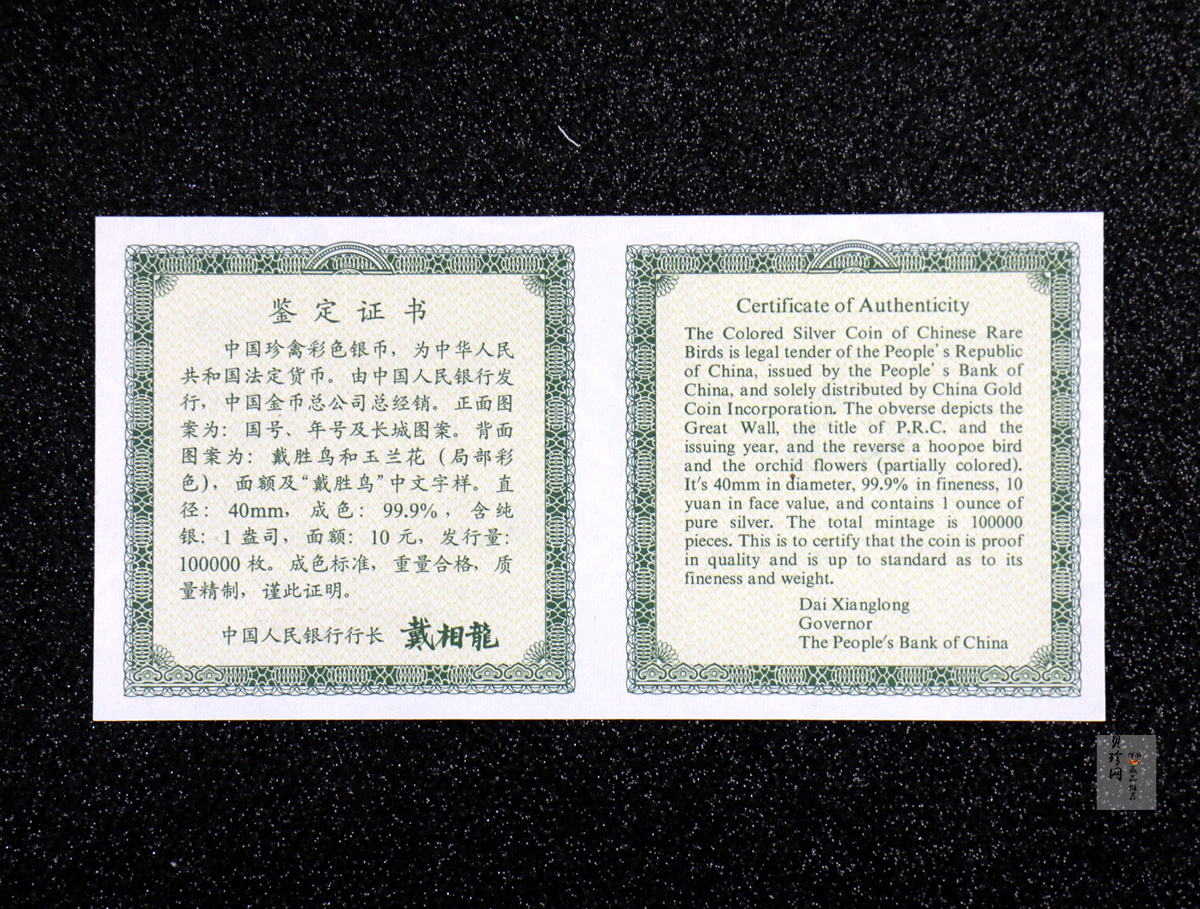 鉴定证书
中国珍禽彩色银币，为中华人民
共和国法定货币。由中国人民银行发
行，中国金币总公司总经销。正面图
案为：国号、年号及长城图案。背面
图案为：戴胜鸟和玉兰花（局部彩
色），面额及“戴胜鸟”中文字样。直
径：40mm，成色：99.9%，含纯
银：1 盎司，面额：10 元，发行量：
100000 枚。成色标准，重量合格，质
量精制，谨此证明。
中国人民银行行长 戴相龍
Certificate of Authenticity
The Colored Silver Coin of Chinese Rare
Birds is legal tender of the People's Republic
of China, issued by the People's Bank of
China, and solely distributed by China Gold
Coin Incorporation. The obverse depicts the
Great Wall, the title of P.R.C. and the
issuing year, and the reverse a hoopoe bird
and the orchid flowers (partially colored).
It's 40mm in diameter, 99.9% in fineness, 10
yuan in face value, and contains 1 ounce of
pure silver. The total mintage is 100000
pieces. This is to certify that the coin is proof
in quality and is up to standard as to its
fineness and weight.
Dai Xianglong
Governor
The People's Bank of China